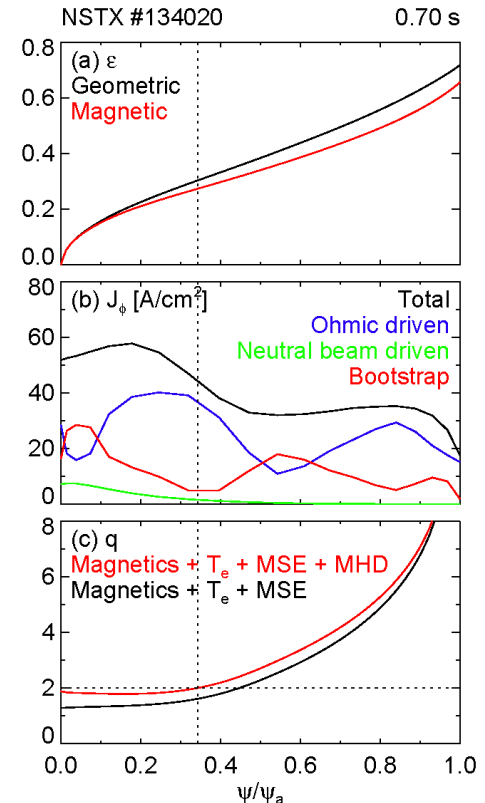 NSTX #134020 0.70 s
(a) ε
Geometric
Magnetic
0.8
0.6
0.4
0.2
0.0
(b) J_ϕ [A/cm²] Total
Ohmic driven
Neutral beam driven
Bootstrap
80
60
40
20
0
(c) q
Magnetics + T_e + MSE + MHD
Magnetics + T_e + MSE
8
6
4
2
0
0.0 0.2 0.4 0.6 0.8 1.0
ψ/ψ_a